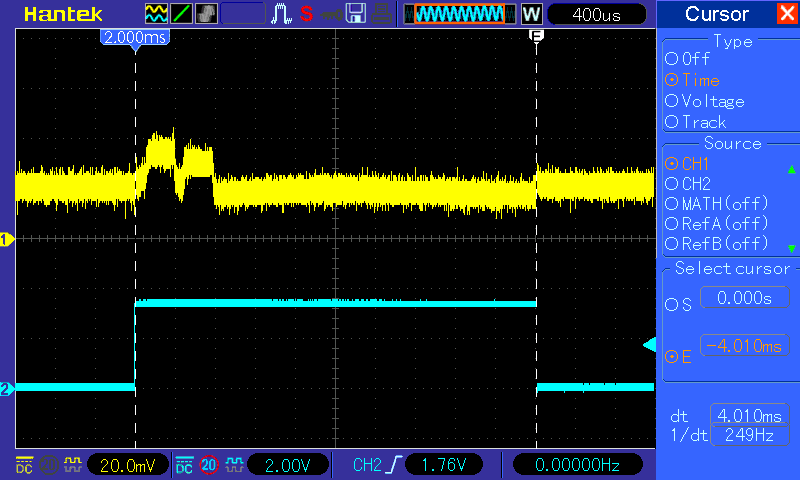 Hantek S W 400us Cursor
2.000ms E
Type
Off
Time
Voltage
Track
Source
CH1
CH2
MATH(off)
RefA(off)
RefB(off)
Select cursor
S 0.000s
E -4.010ms
dt 4.010ms
1/dt 249Hz
1
2
DC 20 20.0mV DC 20 2.00V CH2 1.76V 0.00000Hz